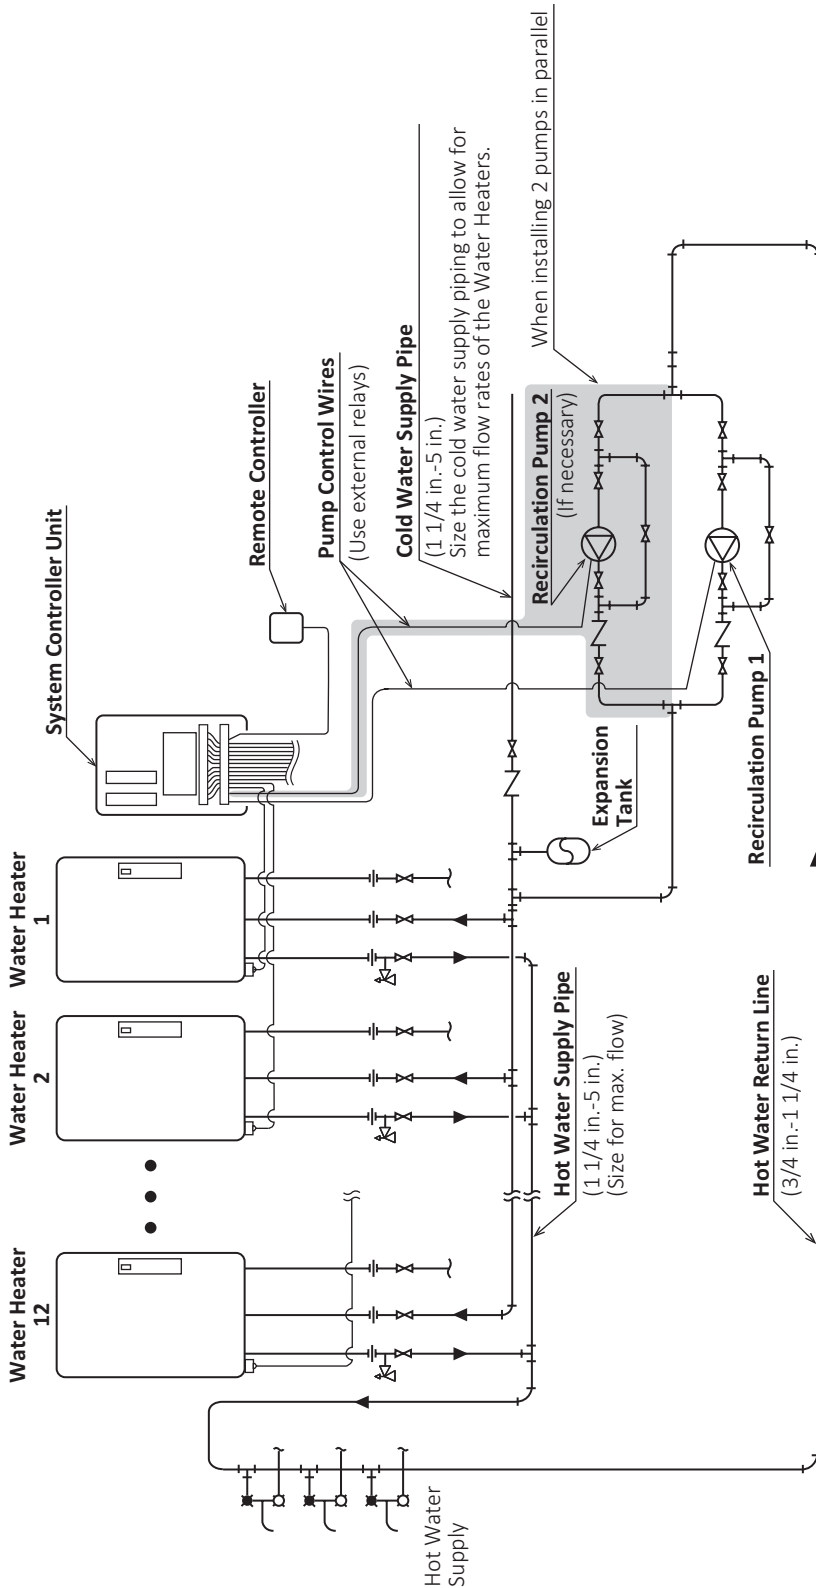 Water Heater
12
Water Heater
2
Water Heater
1
System Controller Unit
Remote Controller
Pump Control Wires
(Use external relays)
Cold Water Supply Pipe
(1 1/4 in.-5 in.)
Size the cold water supply piping to allow for
maximum flow rates of the Water Heaters.
When installing 2 pumps in parallel
Recirculation Pump 2
(If necessary)
Expansion
Tank
Recirculation Pump 1
Hot Water Supply Pipe
(1 1/4 in.-5 in.)
(Size for max. flow)
Hot Water Return Line
(3/4 in.-1 1/4 in.)
Hot Water
Supply